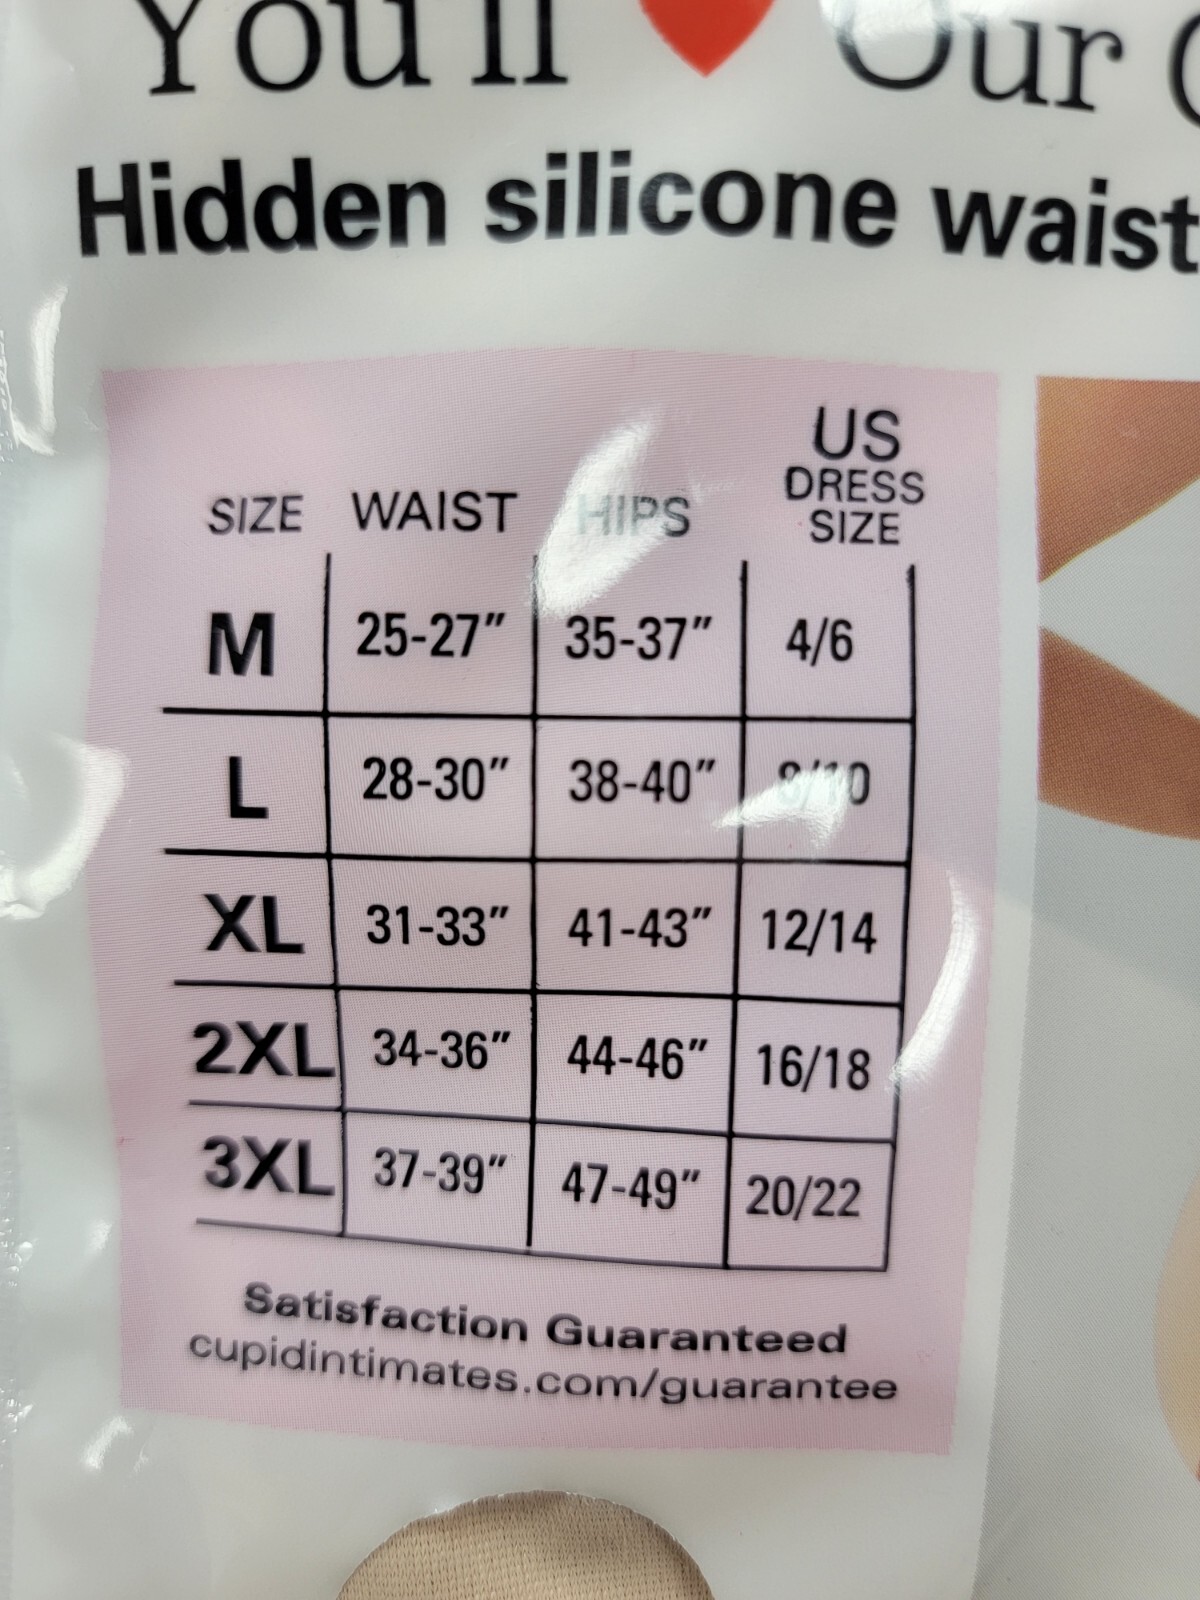 You'll Our
Hidden silicone waist
SIZE WAIST HIPS US DRESS SIZE
M 25-27" 35-37" 4/6
L 28-30" 38-40" 8/10
XL 31-33" 41-43" 12/14
2XL 34-36" 44-46" 16/18
3XL 37-39" 47-49" 20/22
Satisfaction Guaranteed
cupidintimates.com/guarantee